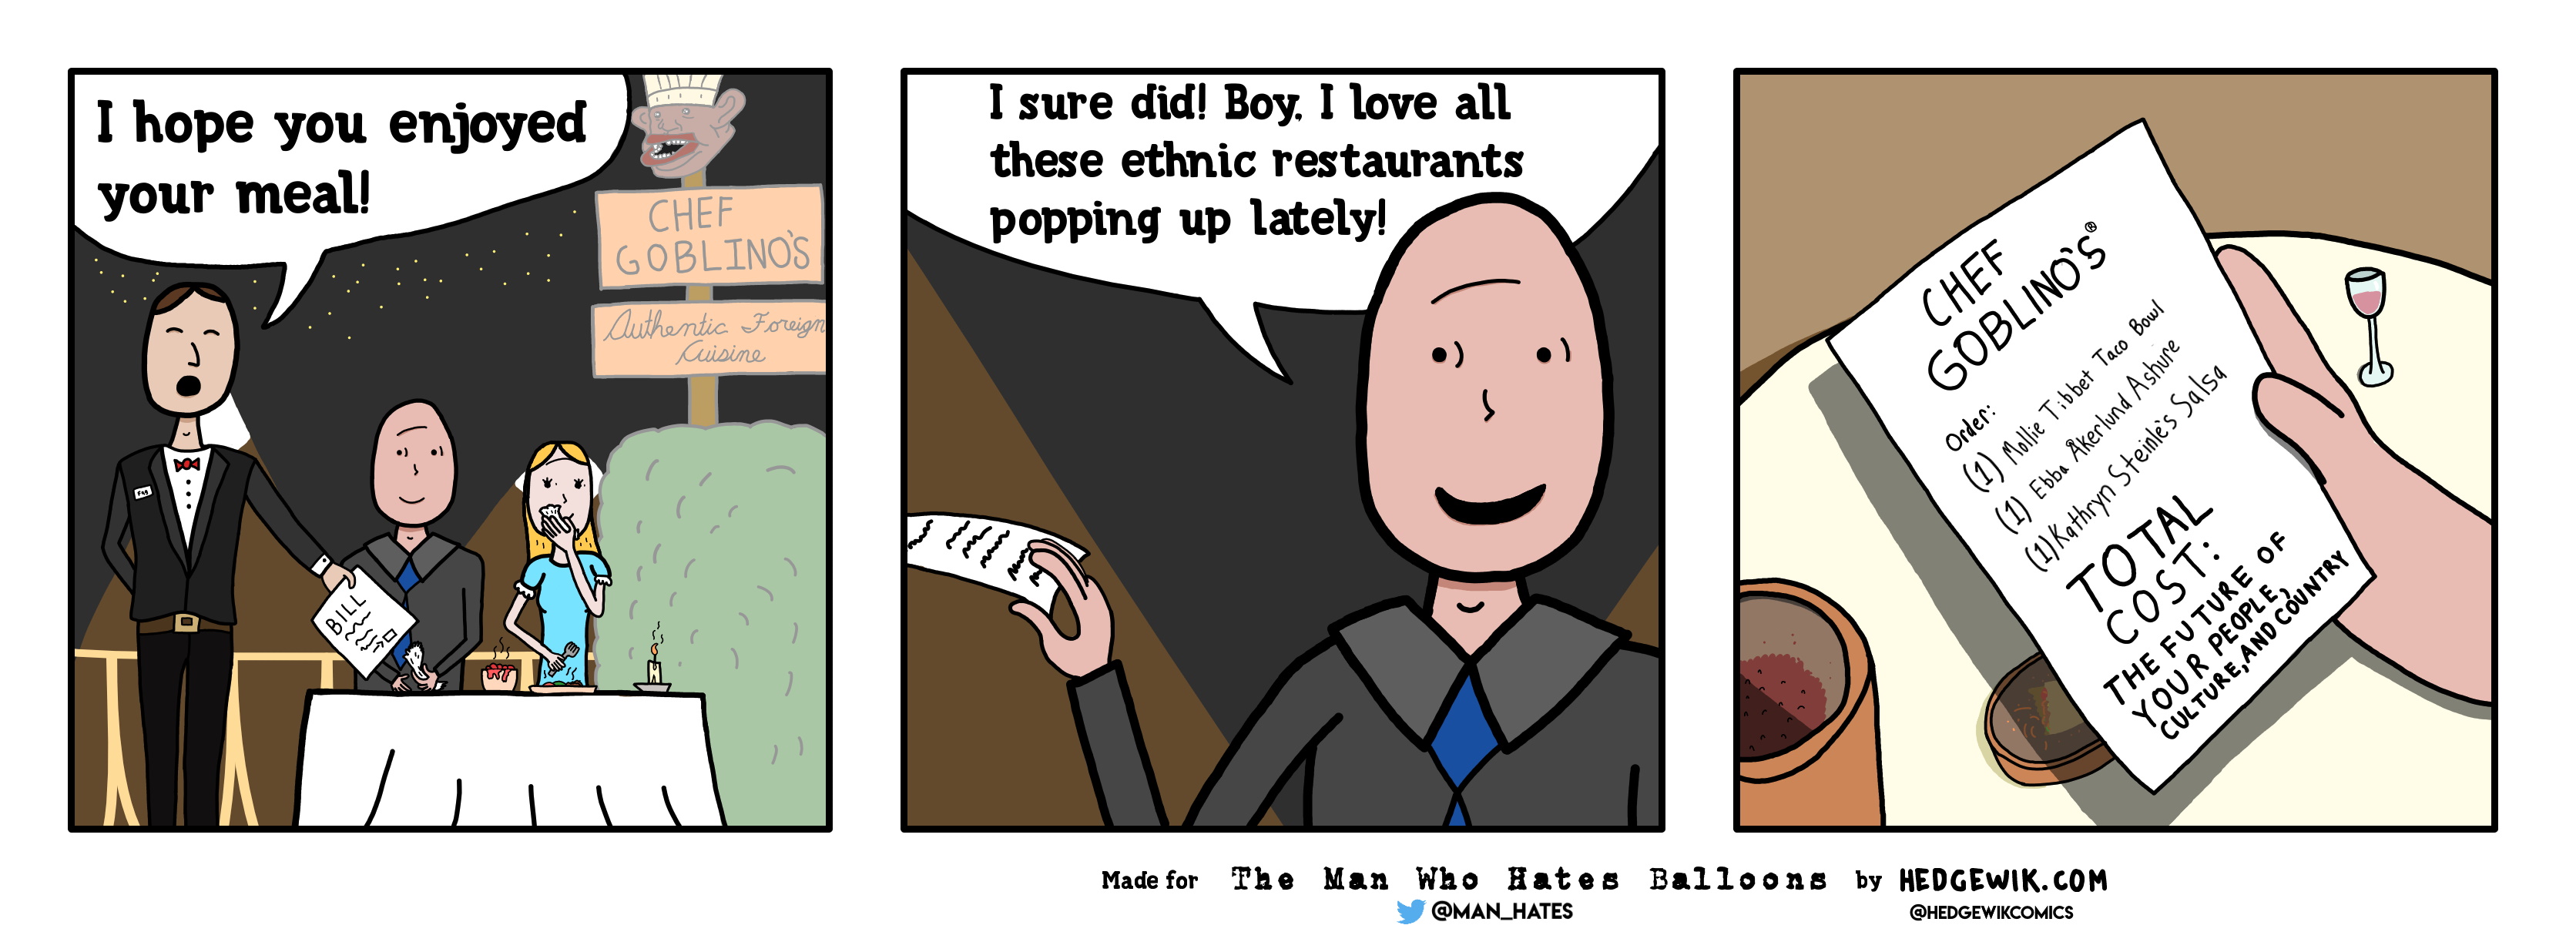 I hope you enjoyed
your meal!
CHEF
GOBLINO'S
Authentic Foreign
Cuisine
BILL
I sure did! Boy, I love all
these ethnic restaurants
popping up lately!
CHEF
GOBLINO'S®
Order:
(1) Mollie Tibbet Taco Bowl
(1) Ebba Åkerlund Ashure
(1) Kathryn Steinle's Salsa
TOTAL
COST:
THE FUTURE OF
YOUR PEOPLE,
CULTURE, AND COUNTRY
Made for The Man Who Hates Balloons by HEDGEWIK.COM
@MAN_HATES
@HEDGEWIKCOMICS